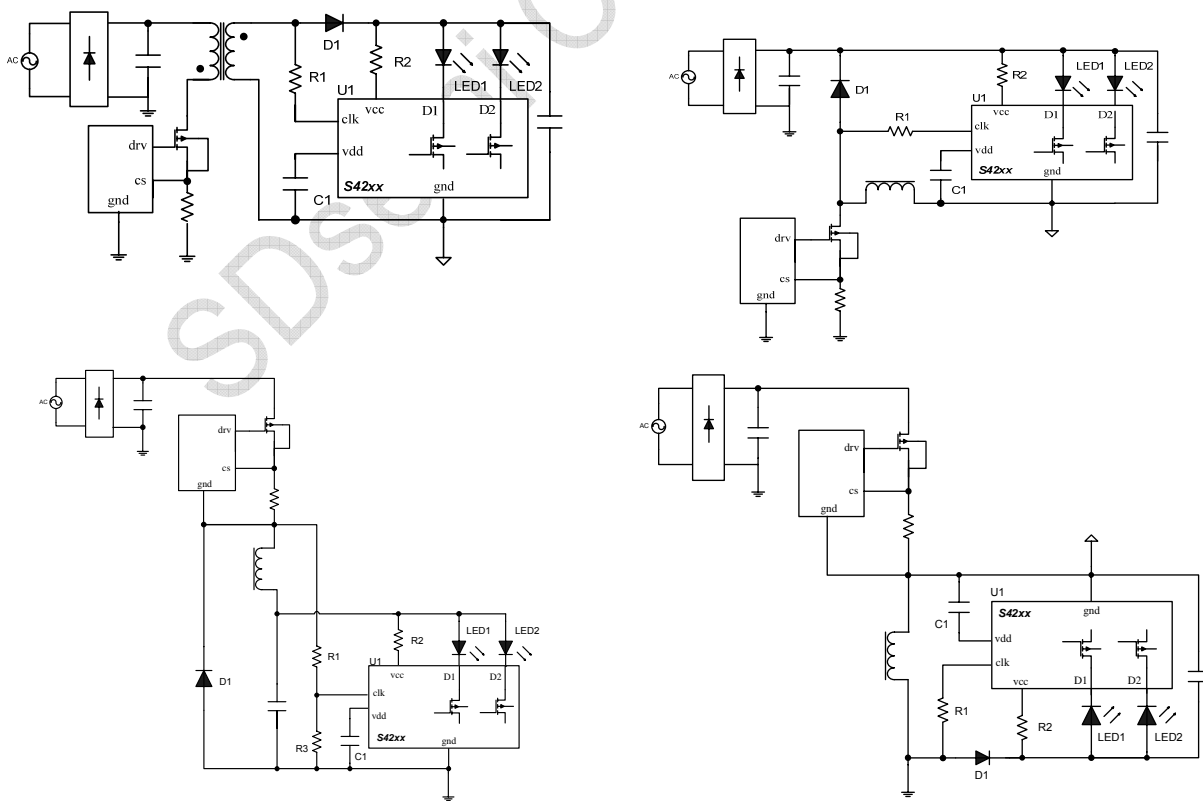 SDsemi C
AC
D1
R1
R2
LED1
LED2
U1
vcc
D1
D2
clk
vdd
S42xx
gnd
C1
drv
cs
gnd
AC
D1
R2
LED1
LED2
U1
vcc
D1
D2
R1
clk
vdd
S42xx
gnd
C1
drv
cs
gnd
AC
drv
cs
gnd
D1
R1
R3
R2
LED1
LED2
U1
vcc
D1
D2
clk
vdd
S42xx
gnd
C1
AC
drv
cs
gnd
U1
S42xx
gnd
C1
vdd
clk
vcc
D1
D2
R1
R2
LED1
LED2
D1